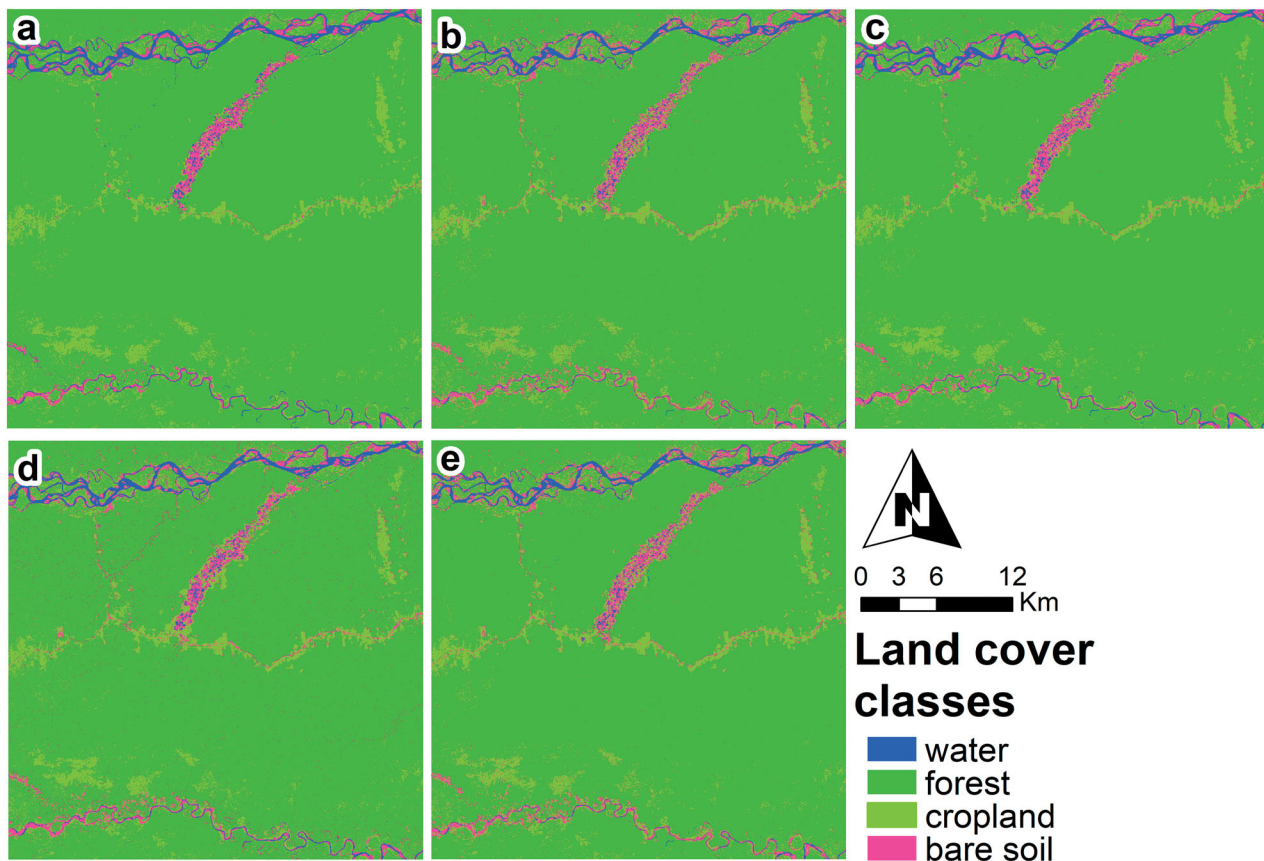 a
b
c
d
e
N
0 3 6 12
Km
Land cover
classes
water
forest
cropland
bare soil